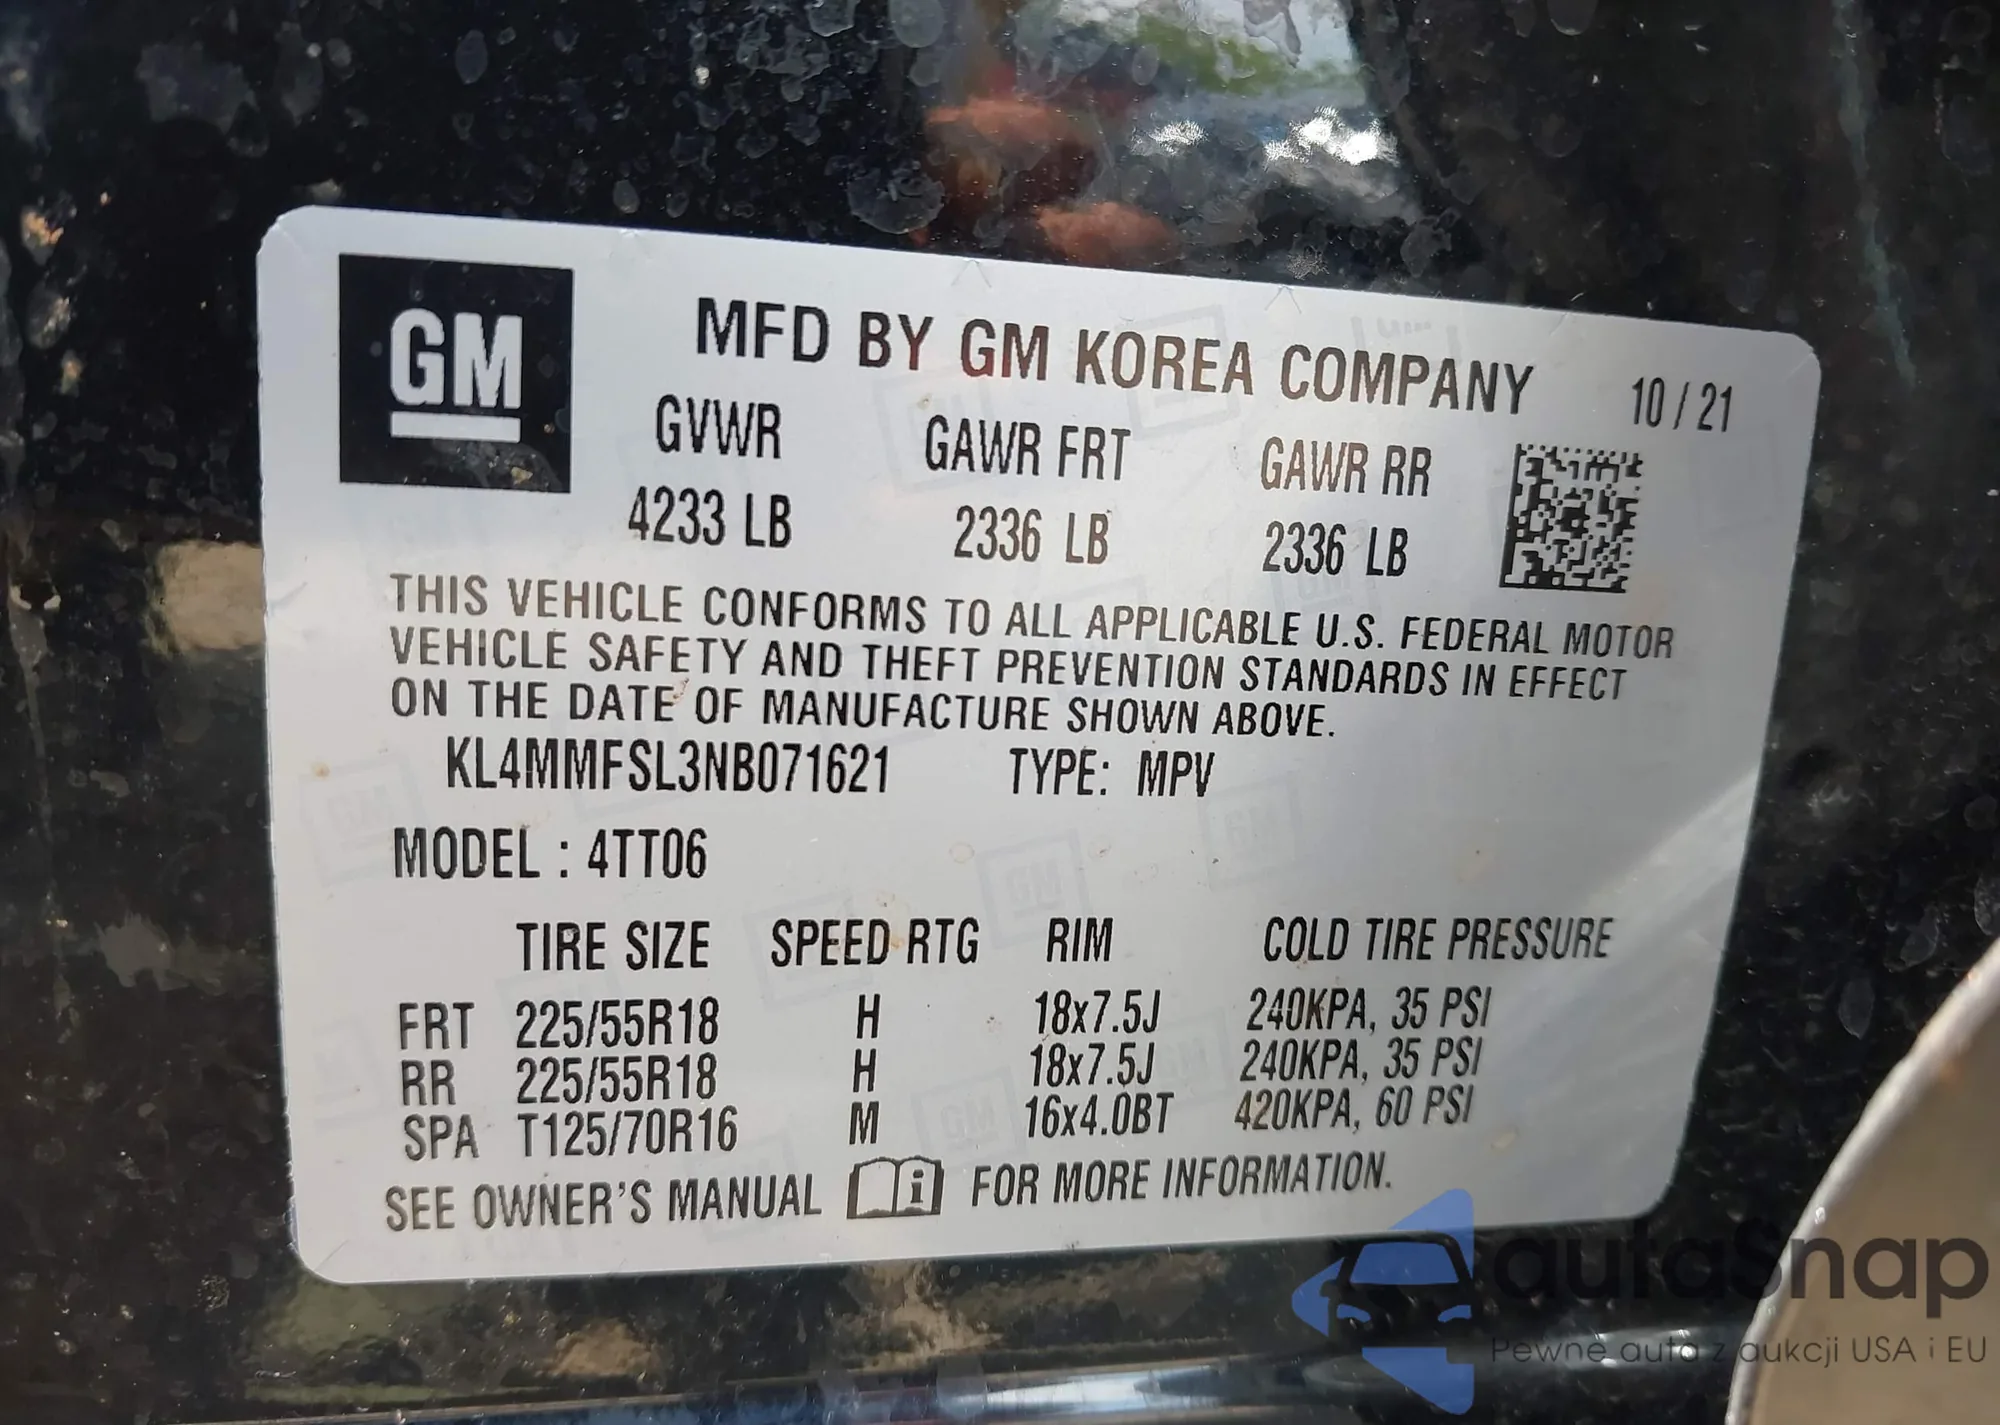 GM
MFD BY GM KOREA COMPANY 10 / 21
GVWR GAWR FRT GAWR RR
4233 LB 2336 LB 2336 LB
THIS VEHICLE CONFORMS TO ALL APPLICABLE U.S. FEDERAL MOTOR
VEHICLE SAFETY AND THEFT PREVENTION STANDARDS IN EFFECT
ON THE DATE OF MANUFACTURE SHOWN ABOVE.
KL4MMFSL3NB071621 TYPE: MPV
MODEL : 4TT06
TIRE SIZE SPEED RTG RIM COLD TIRE PRESSURE
FRT 225/55R18 H 18x7.5J 240KPA, 35 PSI
RR 225/55R18 H 18x7.5J 240KPA, 35 PSI
SPA T125/70R16 M 16x4.0BT 420KPA, 60 PSI
SEE OWNER'S MANUAL i FOR MORE INFORMATION.
autaSnap
Pewne auta z aukcji USA i EU